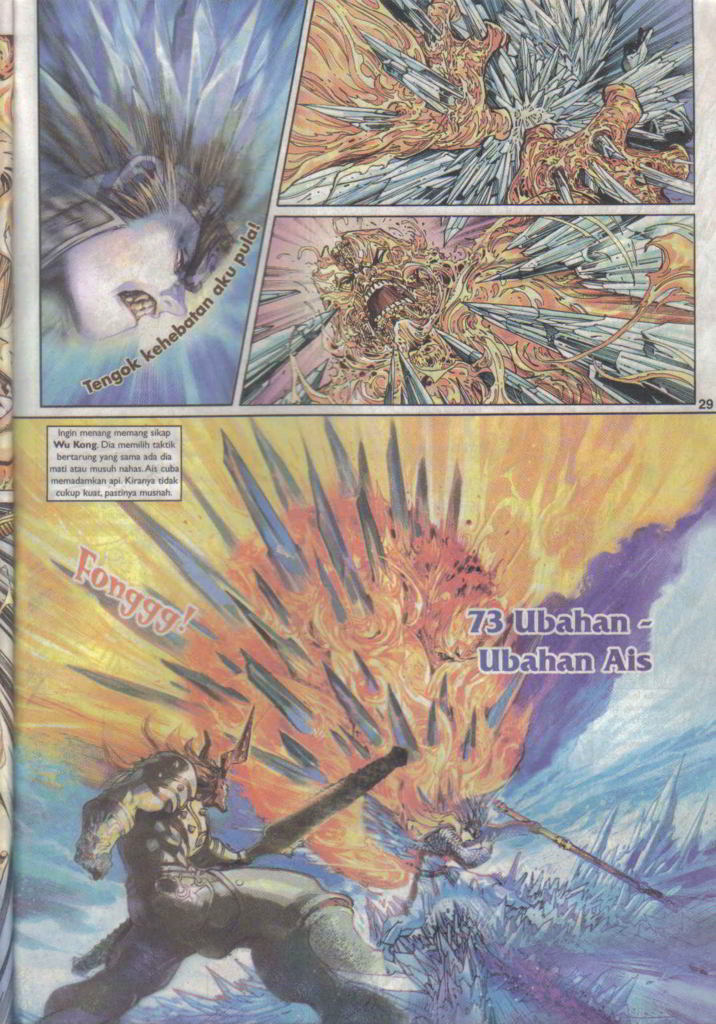 Tengok kehebatan aku pula!
29
Ingin menang memang sikap
Wu Kong. Dia memilih taktik
bertarung yang sama ada dia
mati atau musuh nahas. Ais cuba
memadamkan api. Kiranya tidak
cukup kuat, pastinya musnah.
Fonggg!
73 Ubahan -
Ubahan Ais